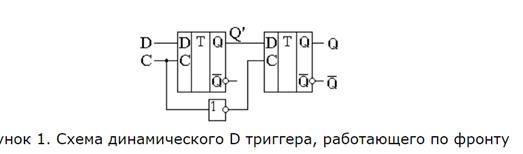 Q'
D D T Q D T Q Q
C C C
Q̅ Q̅ Q̅
1
унок 1. Схема динамического D триггера, работающего по фронту